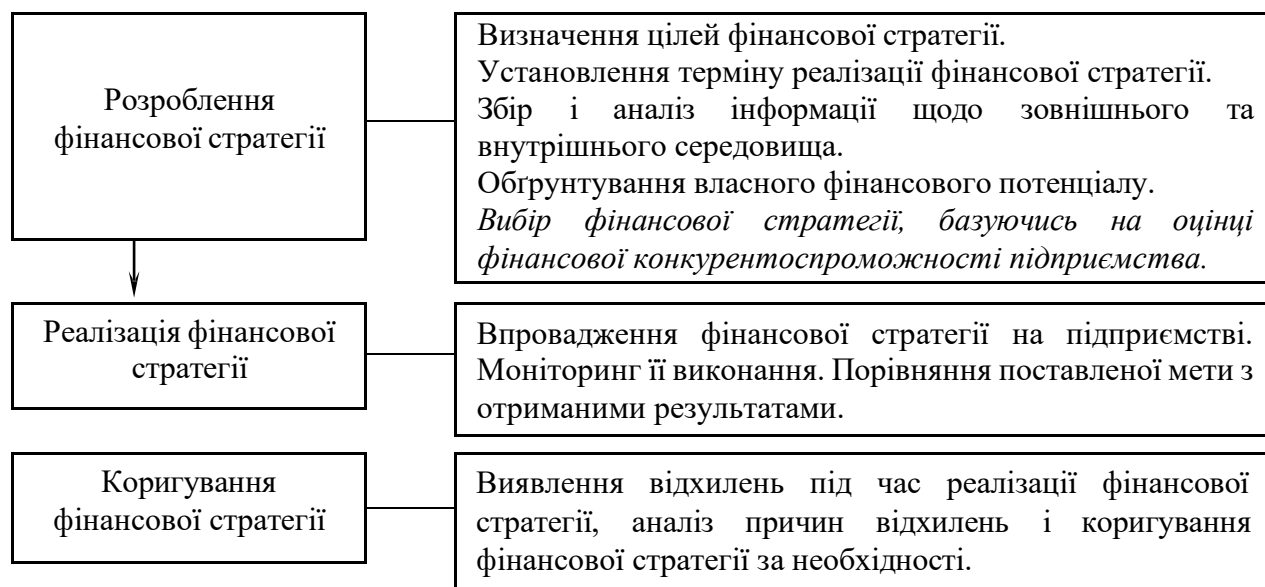 Розроблення
фінансової стратегії
Визначення цілей фінансової стратегії.
Установлення терміну реалізації фінансової стратегії.
Збір і аналіз інформації щодо зовнішнього та
внутрішнього середовища.
Обґрунтування власного фінансового потенціалу.
Вибір фінансової стратегії, базуючись на оцінці
фінансової конкурентоспроможності підприємства.
Реалізація фінансової
стратегії
Впровадження фінансової стратегії на підприємстві.
Моніторинг її виконання. Порівняння поставленої мети з
отриманими результатами.
Коригування
фінансової стратегії
Виявлення відхилень під час реалізації фінансової
стратегії, аналіз причин відхилень і коригування
фінансової стратегії за необхідності.